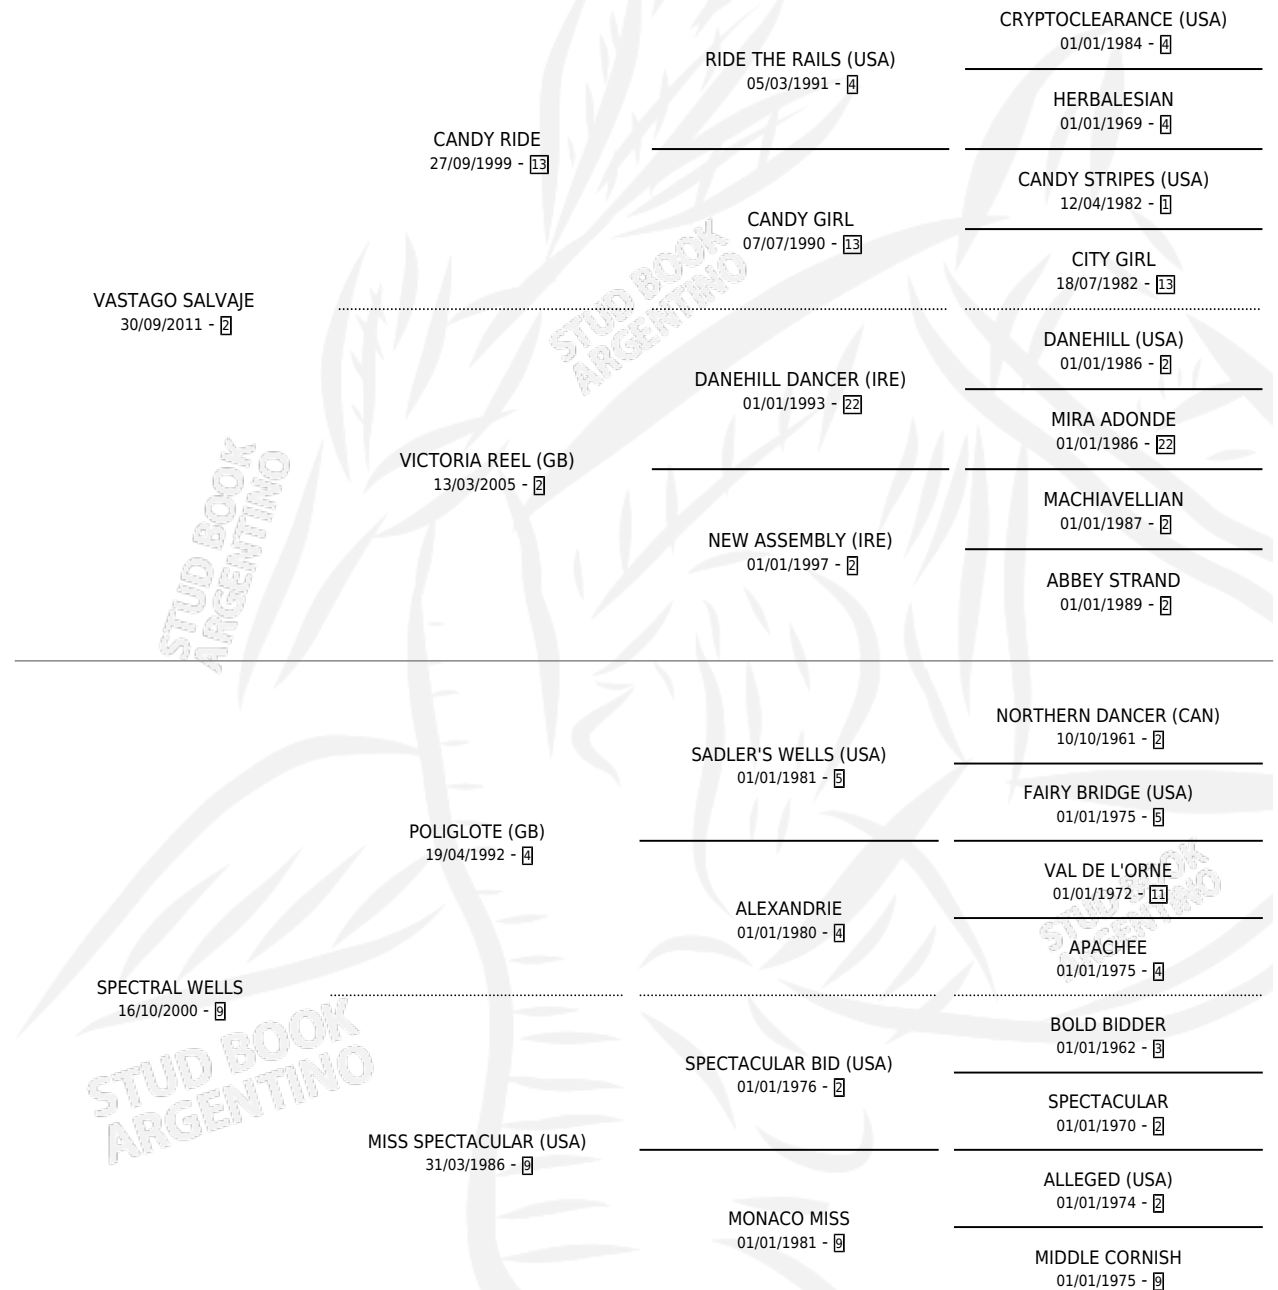 CRYPTOCLEARANCE (USA)
01/01/1984 - 4
RIDE THE RAILS (USA)
05/03/1991 - 4
HERBALESIAN
01/01/1969 - 4
CANDY RIDE
27/09/1999 - 13
CANDY STRIPES (USA)
12/04/1982 - 1
CANDY GIRL
07/07/1990 - 13
CITY GIRL
18/07/1982 - 13
VASTAGO SALVAJE
30/09/2011 - 2
DANEHILL (USA)
01/01/1986 - 2
DANEHILL DANCER (IRE)
01/01/1993 - 22
MIRA ADONDE
01/01/1986 - 22
VICTORIA REEL (GB)
13/03/2005 - 2
MACHIAVELLIAN
01/01/1987 - 2
NEW ASSEMBLY (IRE)
01/01/1997 - 2
ABBEY STRAND
01/01/1989 - 2
STUD BOOK
ARGENTINO
STUD BOOK
ARGENTINO
NORTHERN DANCER (CAN)
10/10/1961 - 2
SADLER'S WELLS (USA)
01/01/1981 - 5
FAIRY BRIDGE (USA)
01/01/1975 - 5
POLIGLOTE (GB)
19/04/1992 - 4
VAL DE L'ORNE
01/01/1972 - 11
ALEXANDRIE
01/01/1980 - 4
APACHEE
01/01/1975 - 4
SPECTRAL WELLS
16/10/2000 - 9
BOLD BIDDER
01/01/1962 - 3
SPECTACULAR BID (USA)
01/01/1976 - 2
SPECTACULAR
01/01/1970 - 2
MISS SPECTACULAR (USA)
31/03/1986 - 9
ALLEGED (USA)
01/01/1974 - 2
MONACO MISS
01/01/1981 - 9
MIDDLE CORNISH
01/01/1975 - 9
STUD BOOK
ARGENTINO
STUD BOOK
ARGENTINO